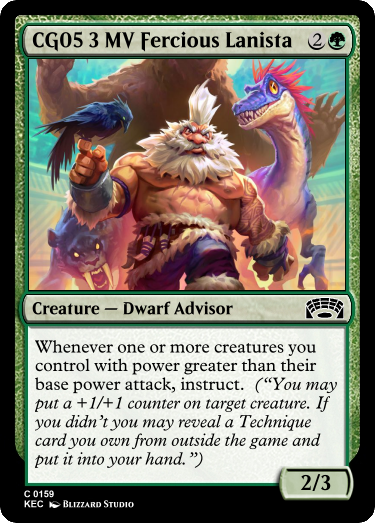 CG05 3 MV Fercious Lanista 2
Creature — Dwarf Advisor
Whenever one or more creatures you
control with power greater than their
base power attack, instruct. (“You may
put a +1/+1 counter on target creature. If
you didn’t you may reveal a Technique
card you own from outside the game and
put it into your hand.”)
2/3
C 0159
KEC Blizzard Studio